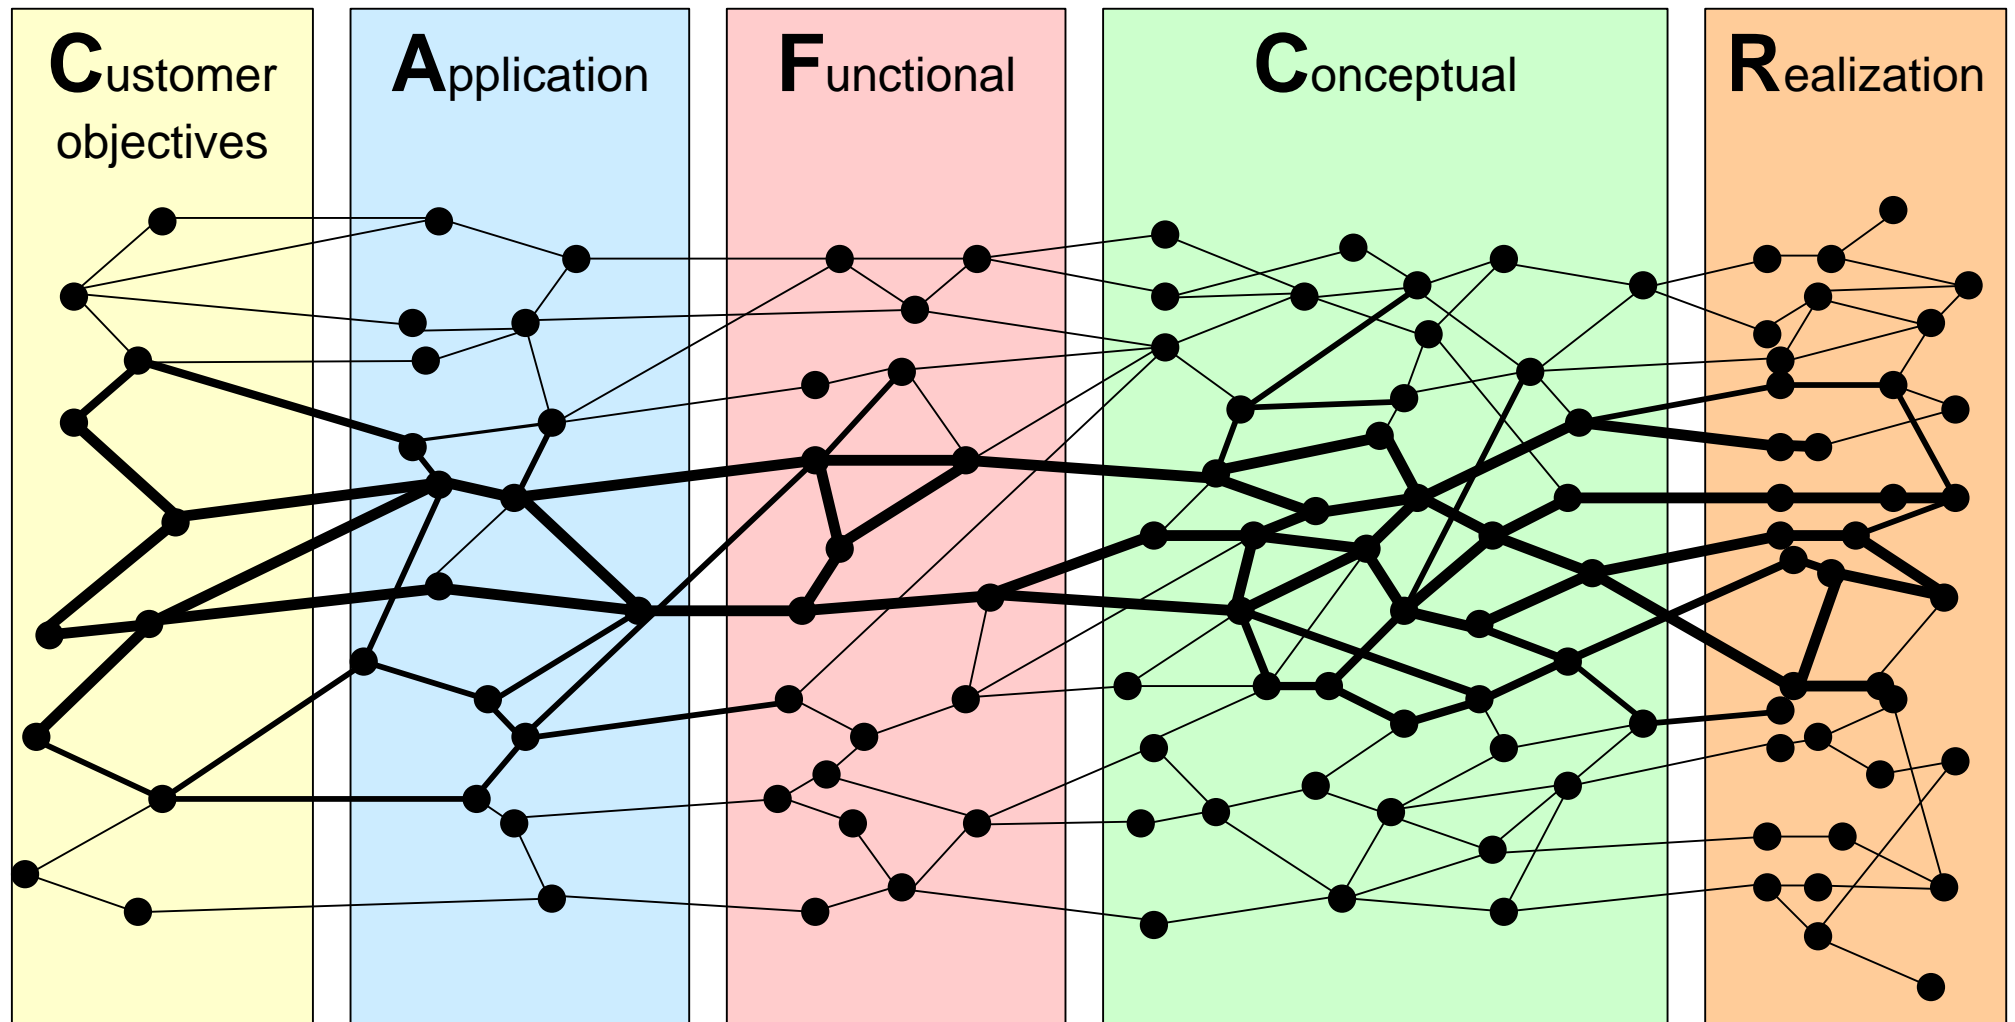 Customer
objectives
Application
Functional
Conceptual
Realization